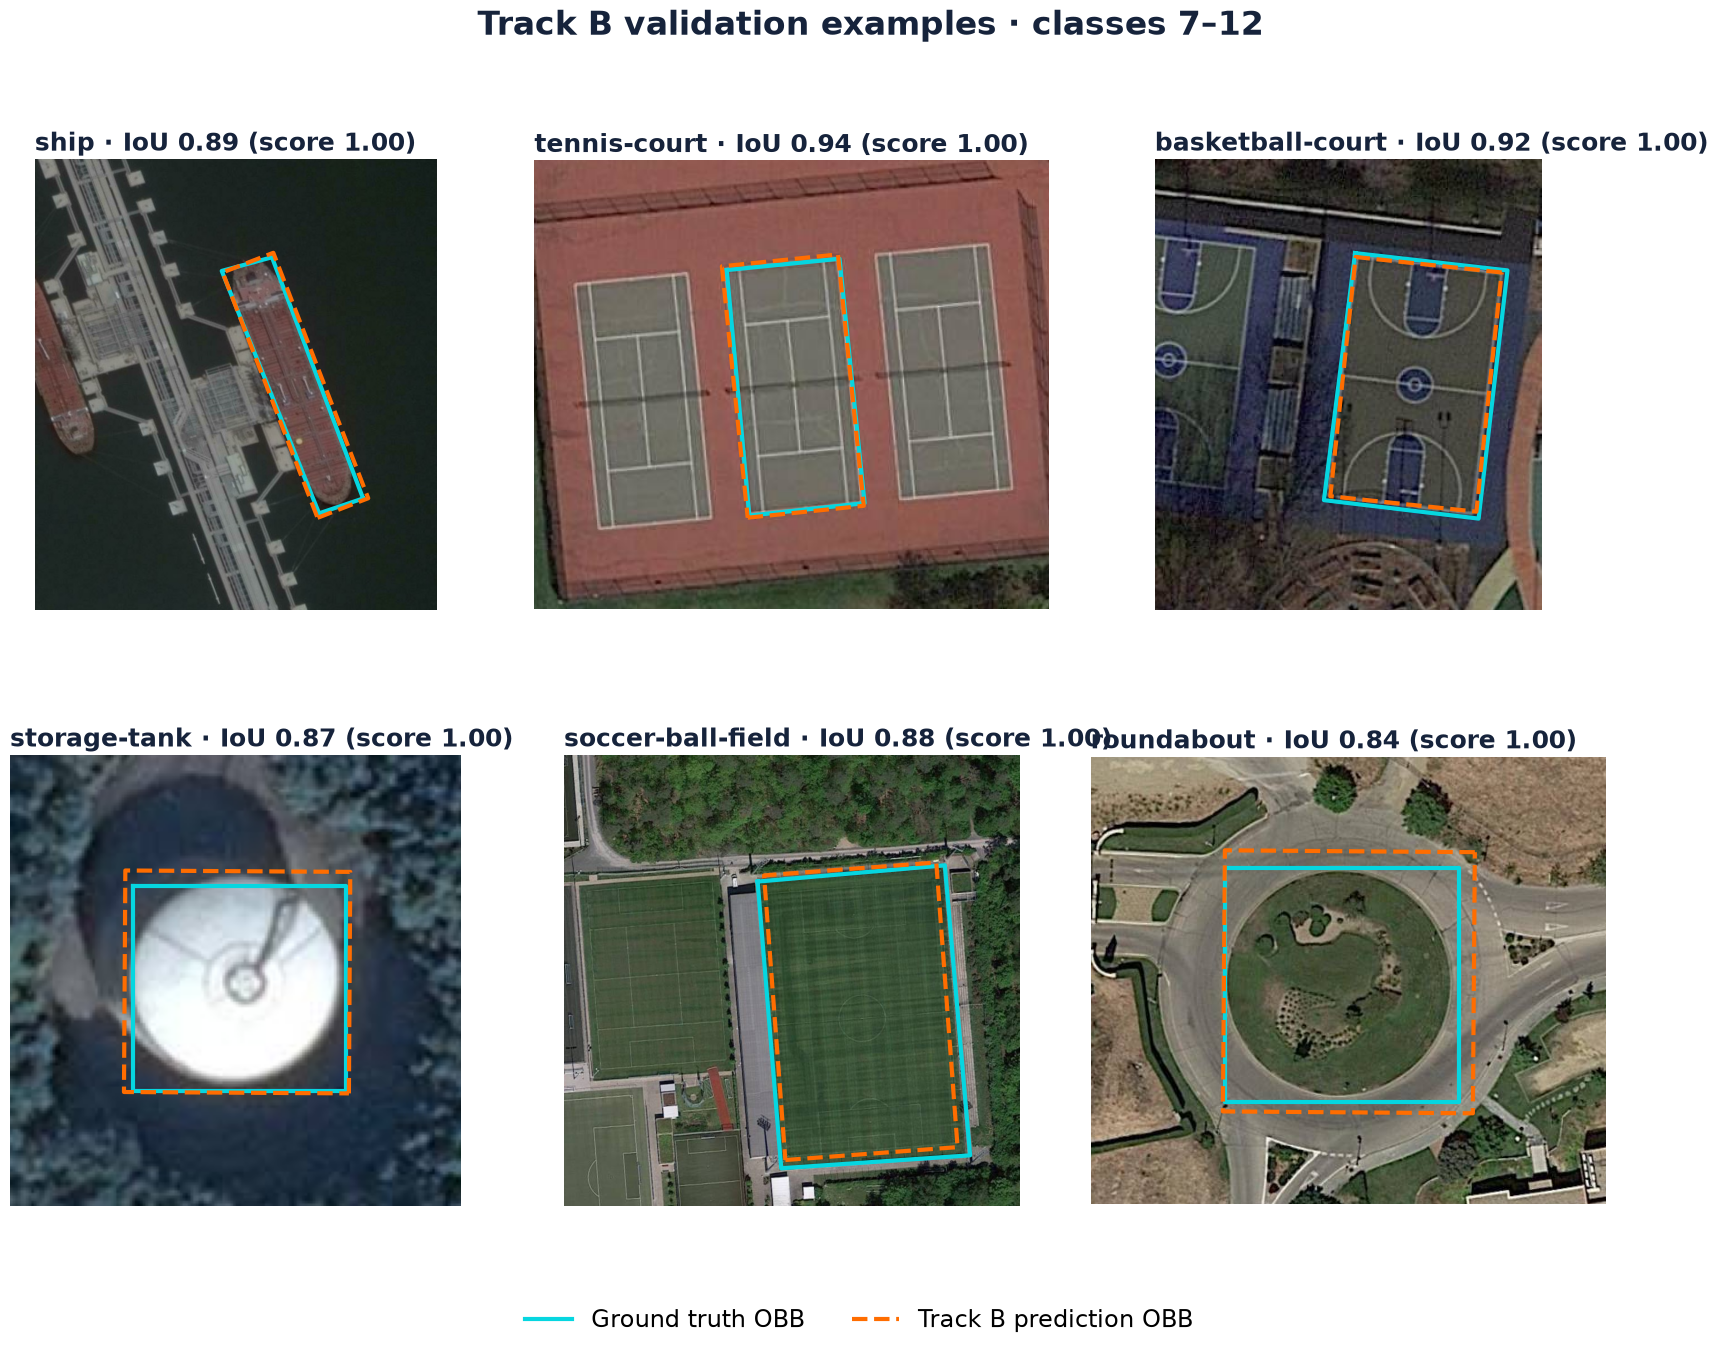 Track B validation examples · classes 7–12
ship · IoU 0.89 (score 1.00)
tennis-court · IoU 0.94 (score 1.00)
basketball-court · IoU 0.92 (score 1.00)
storage-tank · IoU 0.87 (score 1.00)
soccer-ball-field · IoU 0.88 (score 1.00)
roundabout · IoU 0.84 (score 1.00)
Ground truth OBB
Track B prediction OBB